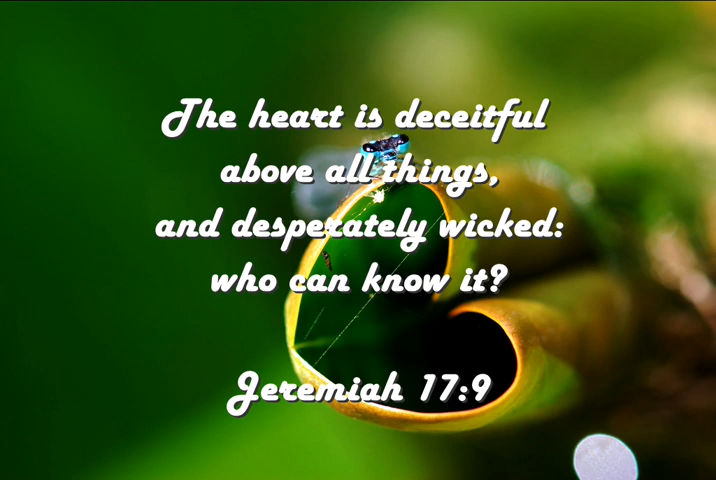 The heart is deceitful
above all things,
and desperately wicked:
who can know it?
Jeremiah 17:9